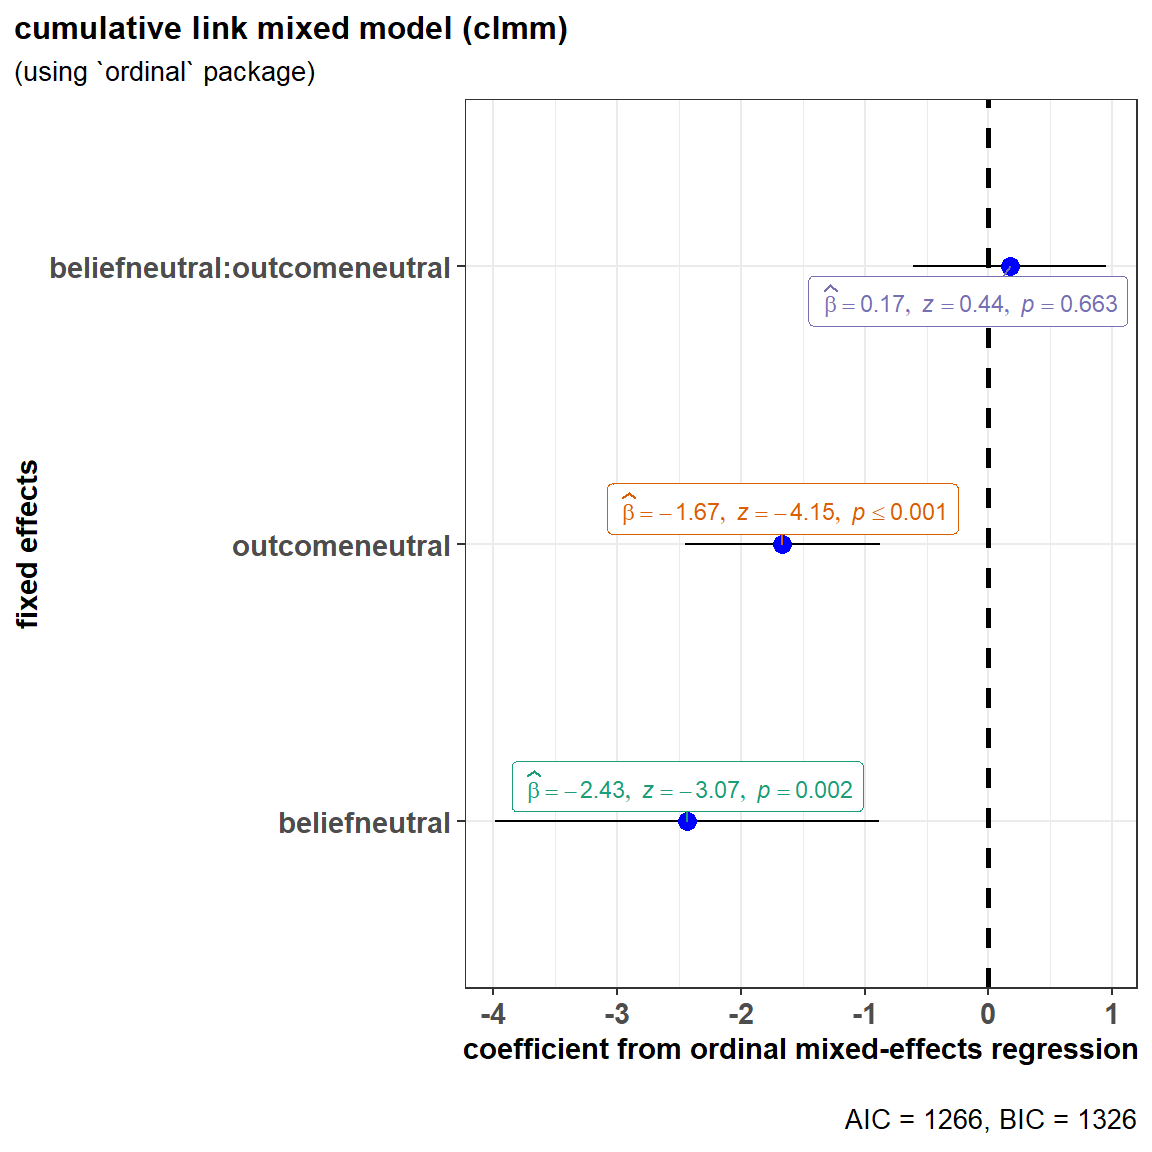 cumulative link mixed model (clmm)
(using `ordinal` package)
fixed effects
beliefneutral:outcomeneutral
β̂ = 0.17, z = 0.44, p = 0.663
outcomeneutral
β̂ = −1.67, z = −4.15, p ≤ 0.001
beliefneutral
β̂ = −2.43, z = −3.07, p = 0.002
-4 -3 -2 -1 0 1
coefficient from ordinal mixed-effects regression
AIC = 1266, BIC = 1326